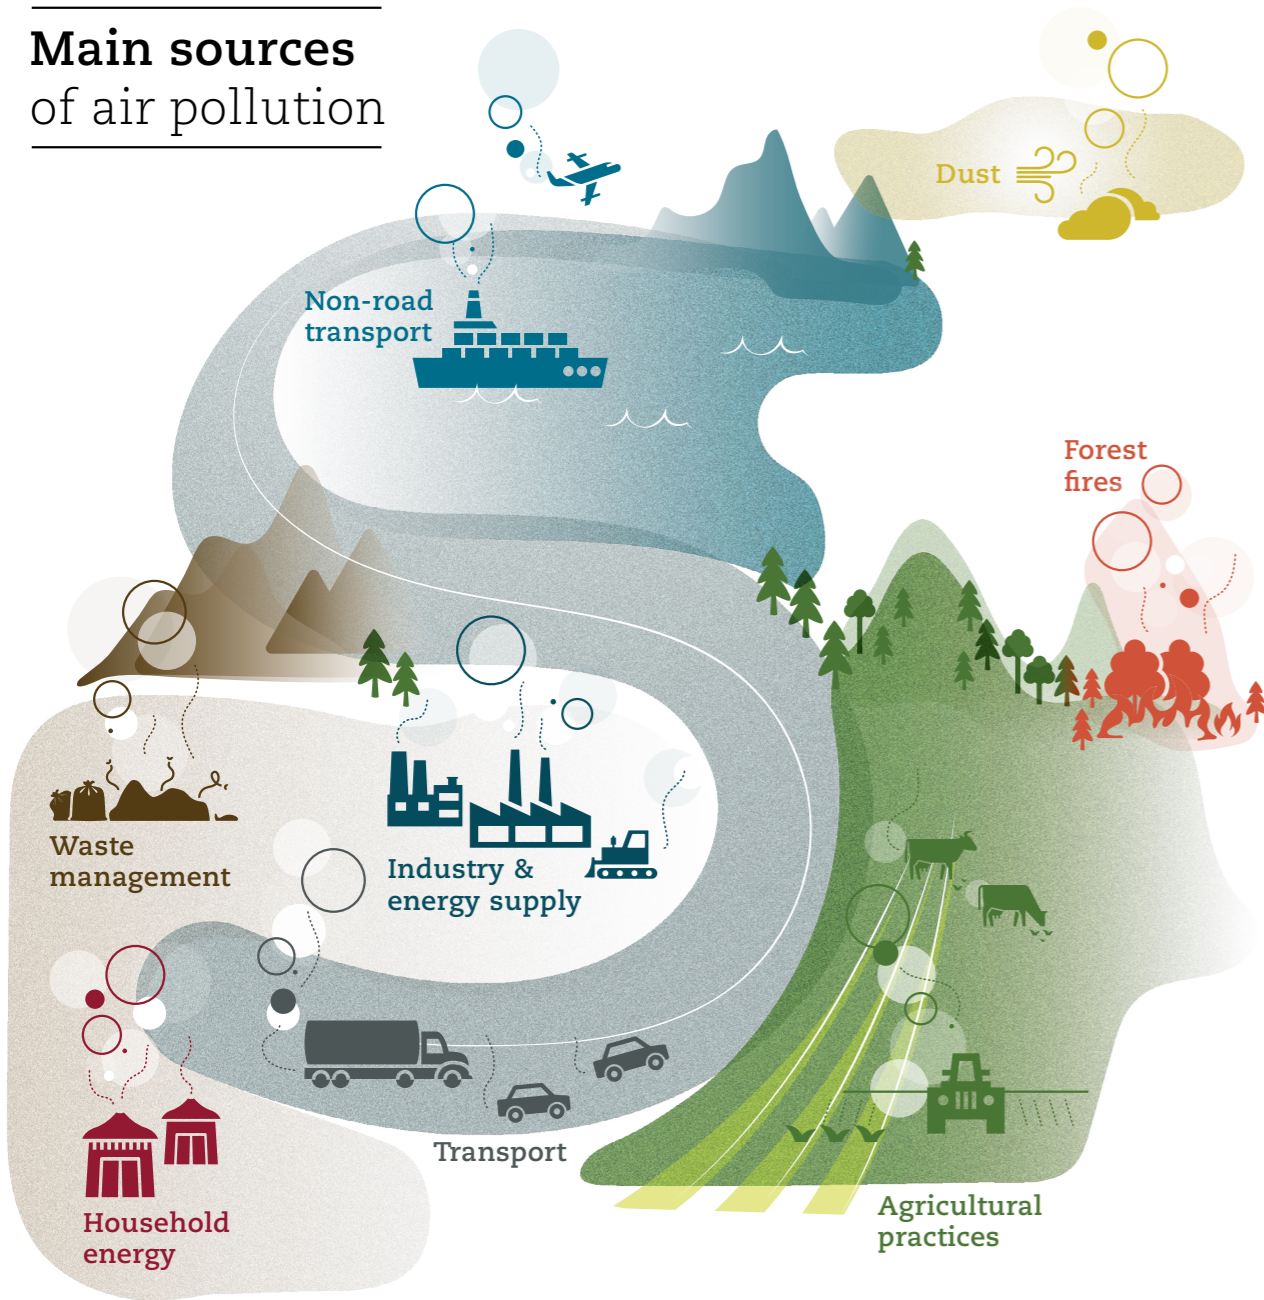 Main sources
of air pollution
Dust
Non-road
transport
Forest
fires
Waste
management
Industry &
energy supply
Transport
Household
energy
Agricultural
practices